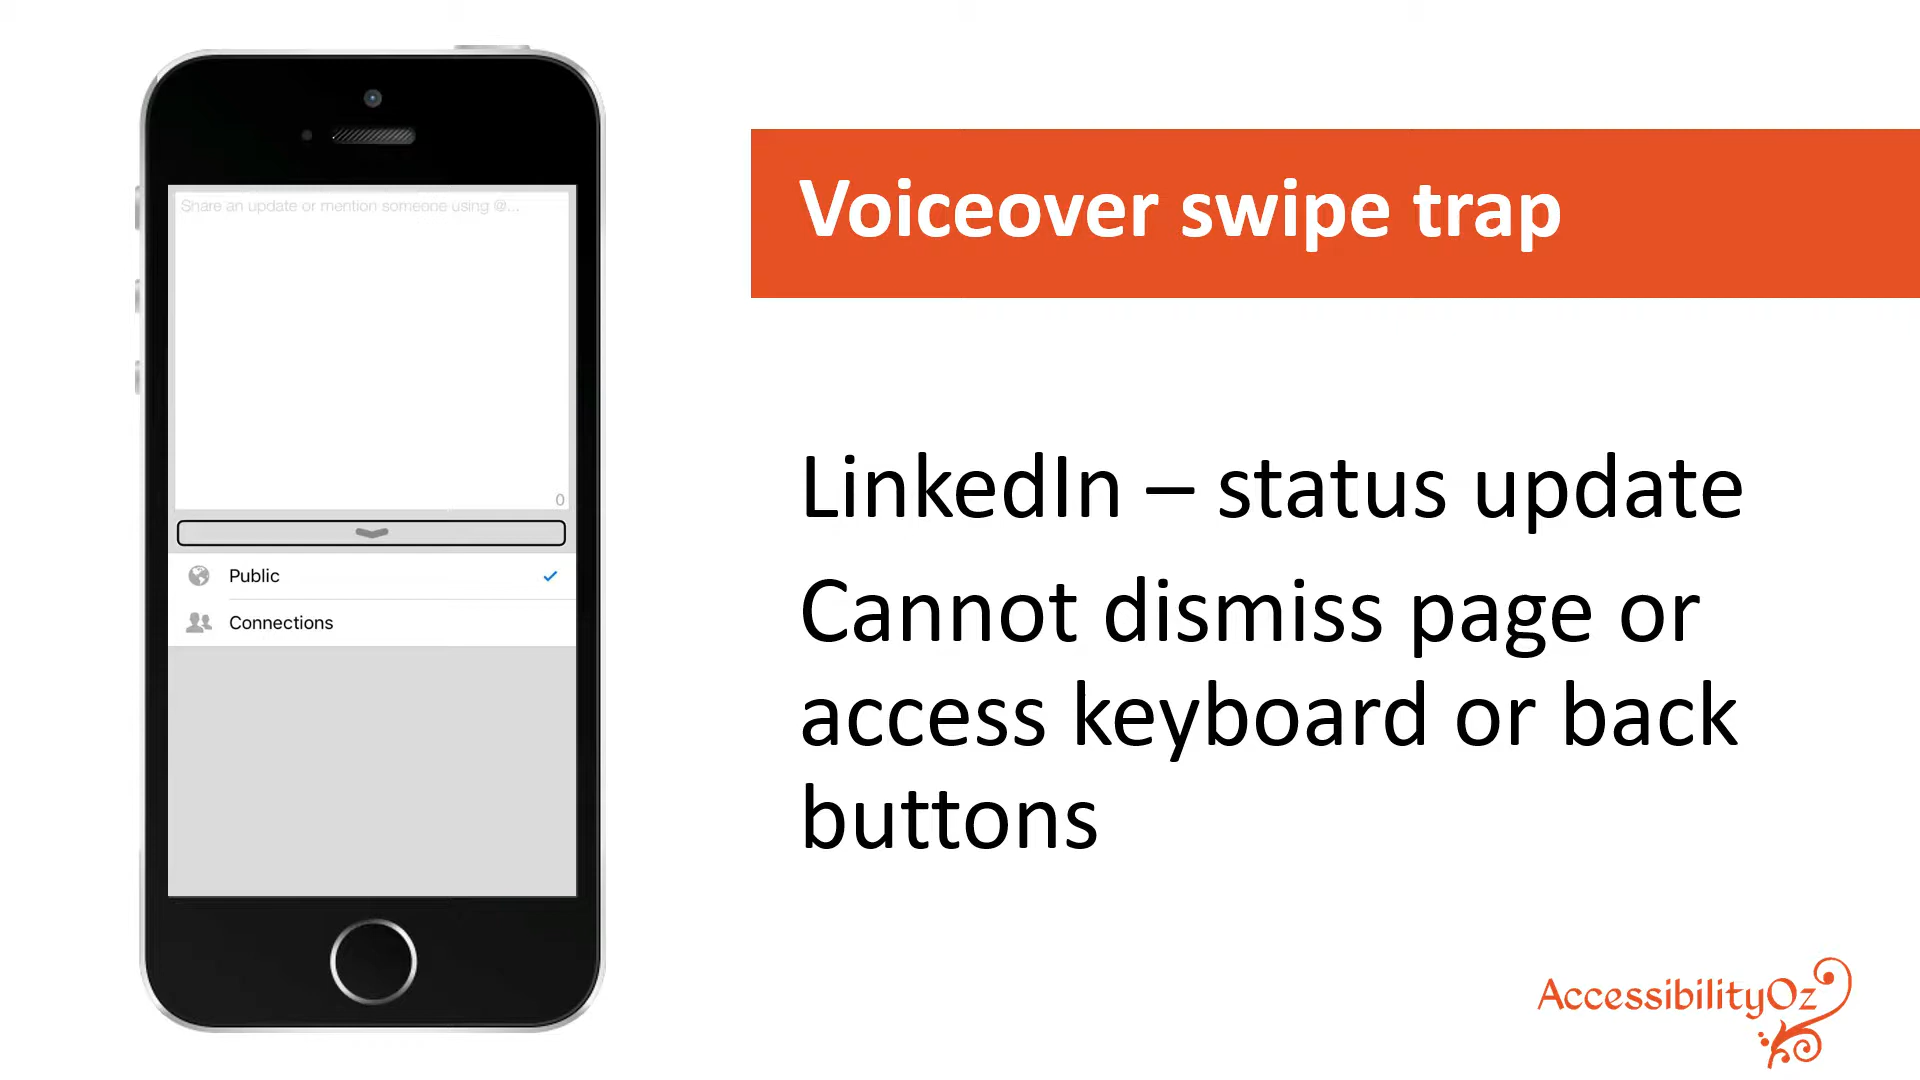 Share an update or mention someone using @...
0
Public
Connections
Voiceover swipe trap
LinkedIn – status update
Cannot dismiss page or
access keyboard or back
buttons
AccessibilityOz